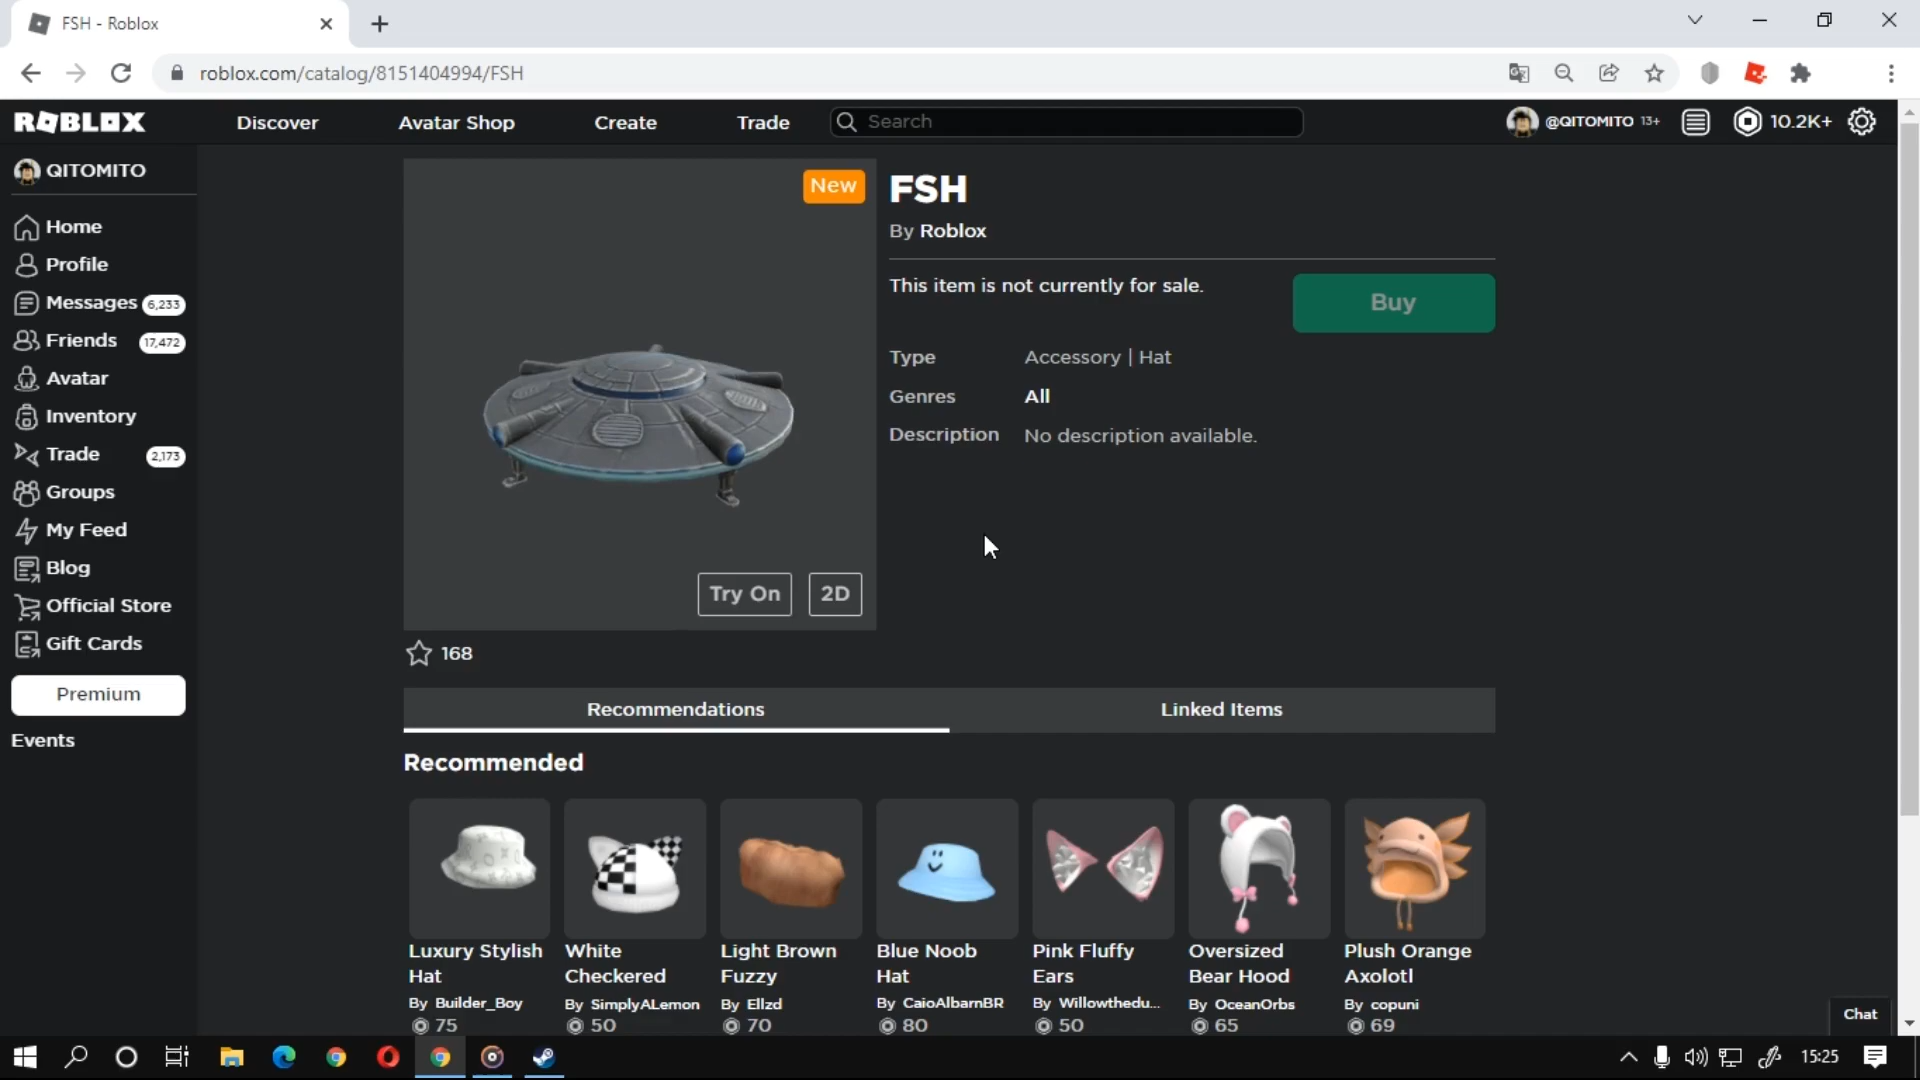 FSH - Roblox
roblox.com/catalog/8151404994/FSH
ROBLOX
Discover
Avatar Shop
Create
Trade
Search
@QITOMITO 13+
10.2K+
QITOMITO
Home
Profile
Messages 6,233
Friends 17,472
Avatar
Inventory
Trade 2,173
Groups
My Feed
Blog
Official Store
Gift Cards
Premium
Events
New
Try On
2D
168
FSH
By Roblox
This item is not currently for sale.
Buy
Type Accessory | Hat
Genres All
Description No description available.
Recommendations
Linked Items
Recommended
Luxury Stylish
Hat
By Builder_Boy
75
White
Checkered
By SimplyALemon
50
Light Brown
Fuzzy
By Ellzd
70
Blue Noob
Hat
By CaioAlbarnBR
80
Pink Fluffy
Ears
By Willowthedu...
50
Oversized
Bear Hood
By OceanOrbs
65
Plush Orange
Axolotl
By copuni
69
Chat
15:25